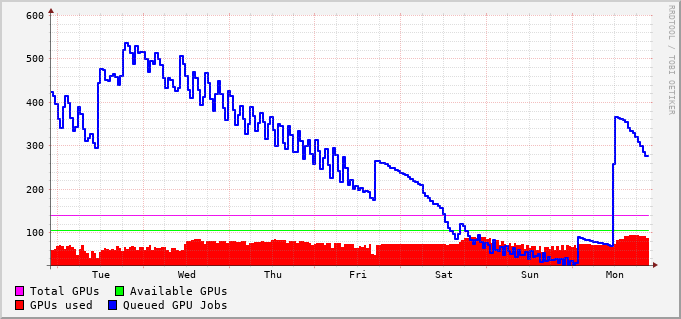 600
500
400
300
200
100
Tue Wed Thu Fri Sat Sun Mon
Total GPUs Available GPUs
GPUs used Queued GPU Jobs
RRDTOOL / TOBI OETIKER